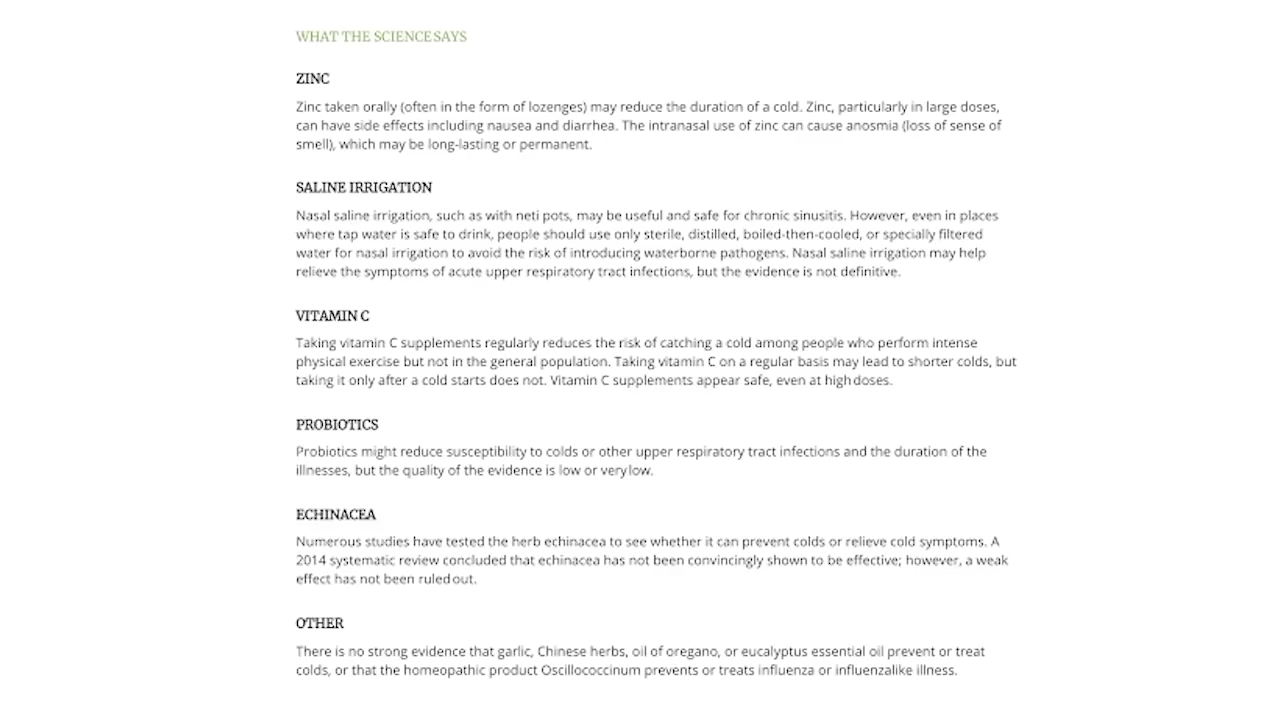 WHAT THE SCIENCE SAYS
ZINC
Zinc taken orally (often in the form of lozenges) may reduce the duration of a cold. Zinc, particularly in large doses,
can have side effects including nausea and diarrhea. The intranasal use of zinc can cause anosmia (loss of sense of
smell), which may be long-lasting or permanent.
SALINE IRRIGATION
Nasal saline irrigation, such as with neti pots, may be useful and safe for chronic sinusitis. However, even in places
where tap water is safe to drink, people should use only sterile, distilled, boiled-then-cooled, or specially filtered
water for nasal irrigation to avoid the risk of introducing waterborne pathogens. Nasal saline irrigation may help
relieve the symptoms of acute upper respiratory tract infections, but the evidence is not definitive.
VITAMIN C
Taking vitamin C supplements regularly reduces the risk of catching a cold among people who perform intense
physical exercise but not in the general population. Taking vitamin C on a regular basis may lead to shorter colds, but
taking it only after a cold starts does not. Vitamin C supplements appear safe, even at high doses.
PROBIOTICS
Probiotics might reduce susceptibility to colds or other upper respiratory tract infections and the duration of the
illnesses, but the quality of the evidence is low or very low.
ECHINACEA
Numerous studies have tested the herb echinacea to see whether it can prevent colds or relieve cold symptoms. A
2014 systematic review concluded that echinacea has not been convincingly shown to be effective; however, a weak
effect has not been ruled out.
OTHER
There is no strong evidence that garlic, Chinese herbs, oil of oregano, or eucalyptus essential oil prevent or treat
colds, or that the homeopathic product Oscillococcinum prevents or treats influenza or influenzalike illness.